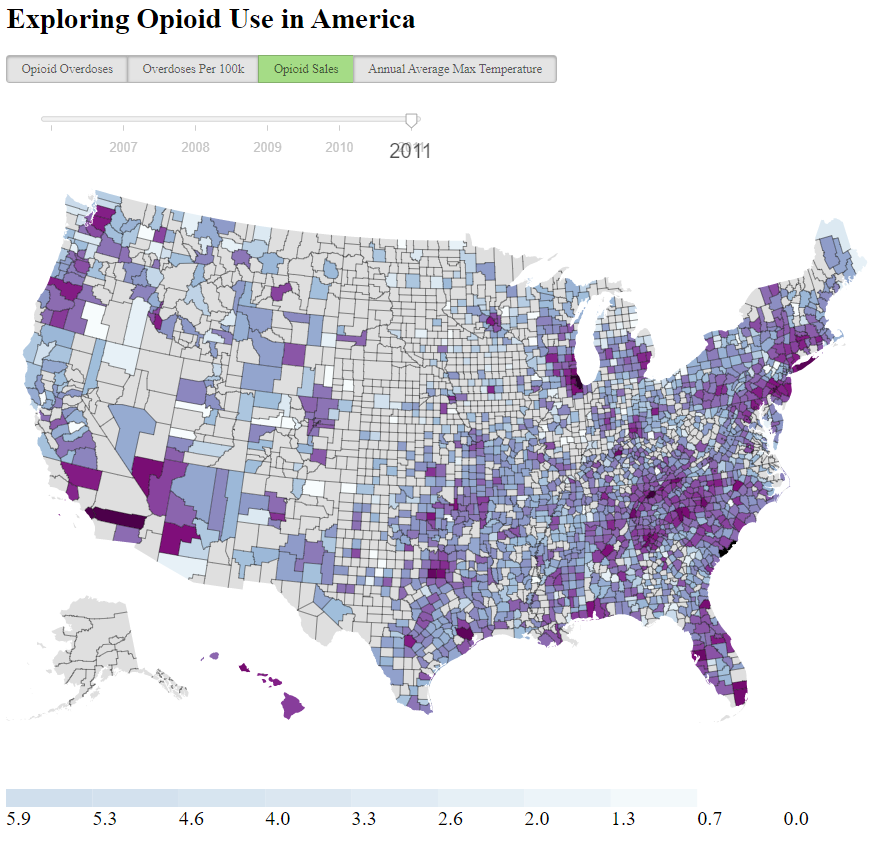 Exploring Opioid Use in America
Opioid Overdoses Overdoses Per 100k Opioid Sales Annual Average Max Temperature
2007 2008 2009 2010 2011
5.9 5.3 4.6 4.0 3.3 2.6 2.0 1.3 0.7 0.0